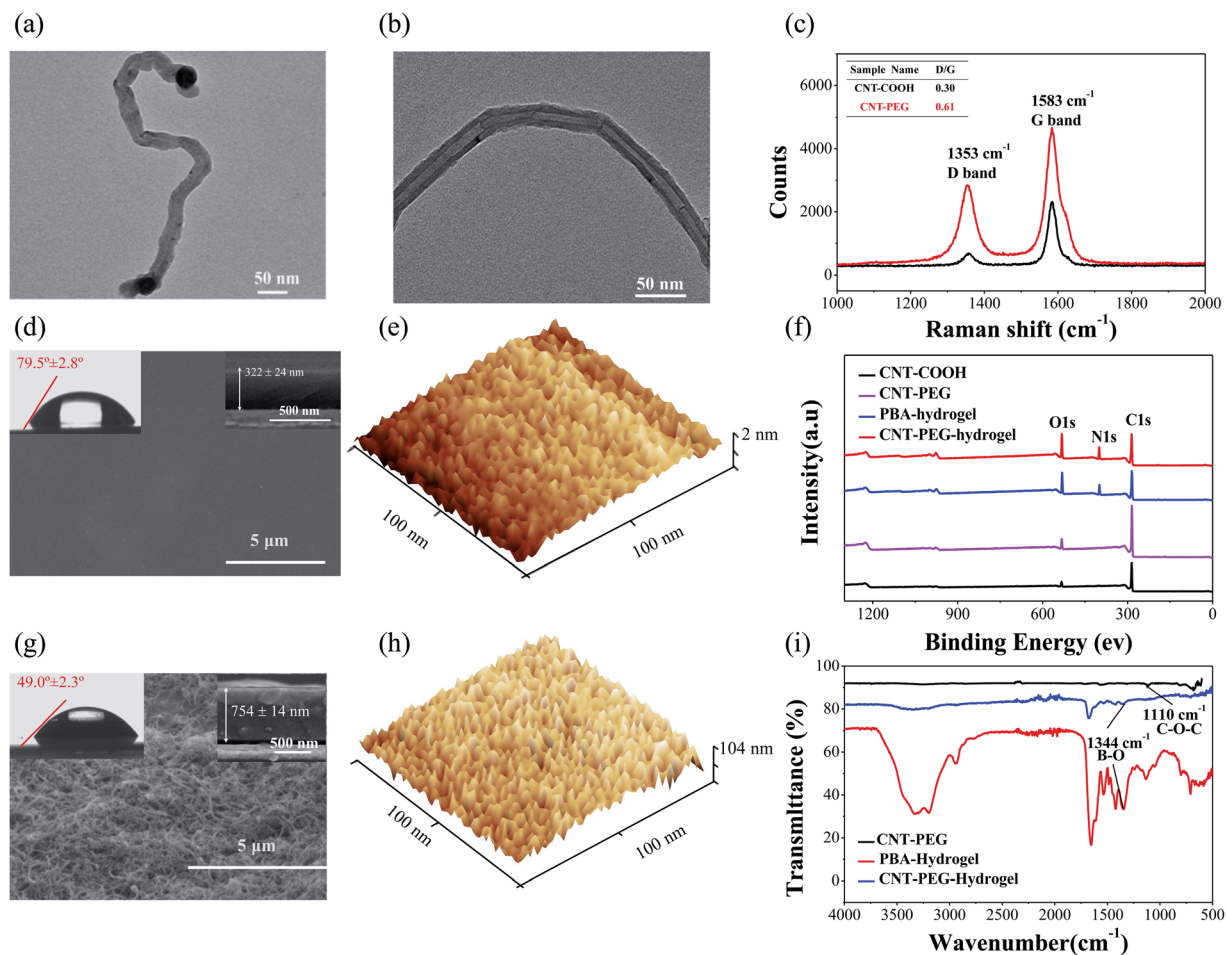 (a)
50 nm
(b)
50 nm
(c)
Sample Name D/G
CNT-COOH 0.30
CNT-PEG 0.61
1353 cm⁻¹
D band
1583 cm⁻¹
G band
Counts
6000
4000
2000
0
1000 1200 1400 1600 1800 2000
Raman shift (cm⁻¹)
(d)
79.5º±2.8º
322 ± 24 nm
500 nm
5 µm
(e)
2 nm
100 nm
100 nm
(f)
CNT-COOH
CNT-PEG
PBA-hydrogel
CNT-PEG-hydrogel
O1s
N1s
C1s
Intensity(a.u)
1200 900 600 300 0
Binding Energy (ev)
(g)
49.0º±2.3º
754 ± 14 nm
500 nm
5 µm
(h)
104 nm
100 nm
100 nm
(i)
100
80
60
40
20
0
TransmIttance (%)
1110 cm⁻¹
C-O-C
1344 cm⁻¹
B-O
CNT-PEG
PBA-Hydrogel
CNT-PEG-Hydrogel
4000 3500 3000 2500 2000 1500 1000 500
Wavenumber(cm⁻¹)